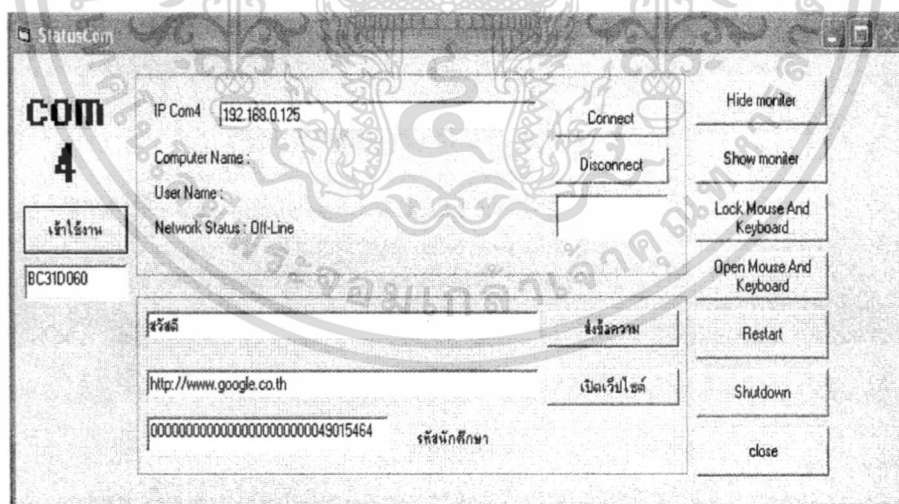 StatusCom
com
4
เข้าใช้งาน
BC31D060
IP Com4
192.168.0.125
Connect
Computer Name :
Disconnect
User Name :
Network Status : Off-Line
สวัสดี
ส่งข้อความ
http://www.google.co.th
เปิดเว็บไซต์
0000000000000000000000049015464
รหัสนักศึกษา
Hide moniter
Show moniter
Lock Mouse And
Keyboard
Open Mouse And
Keyboard
Restart
Shutdown
close